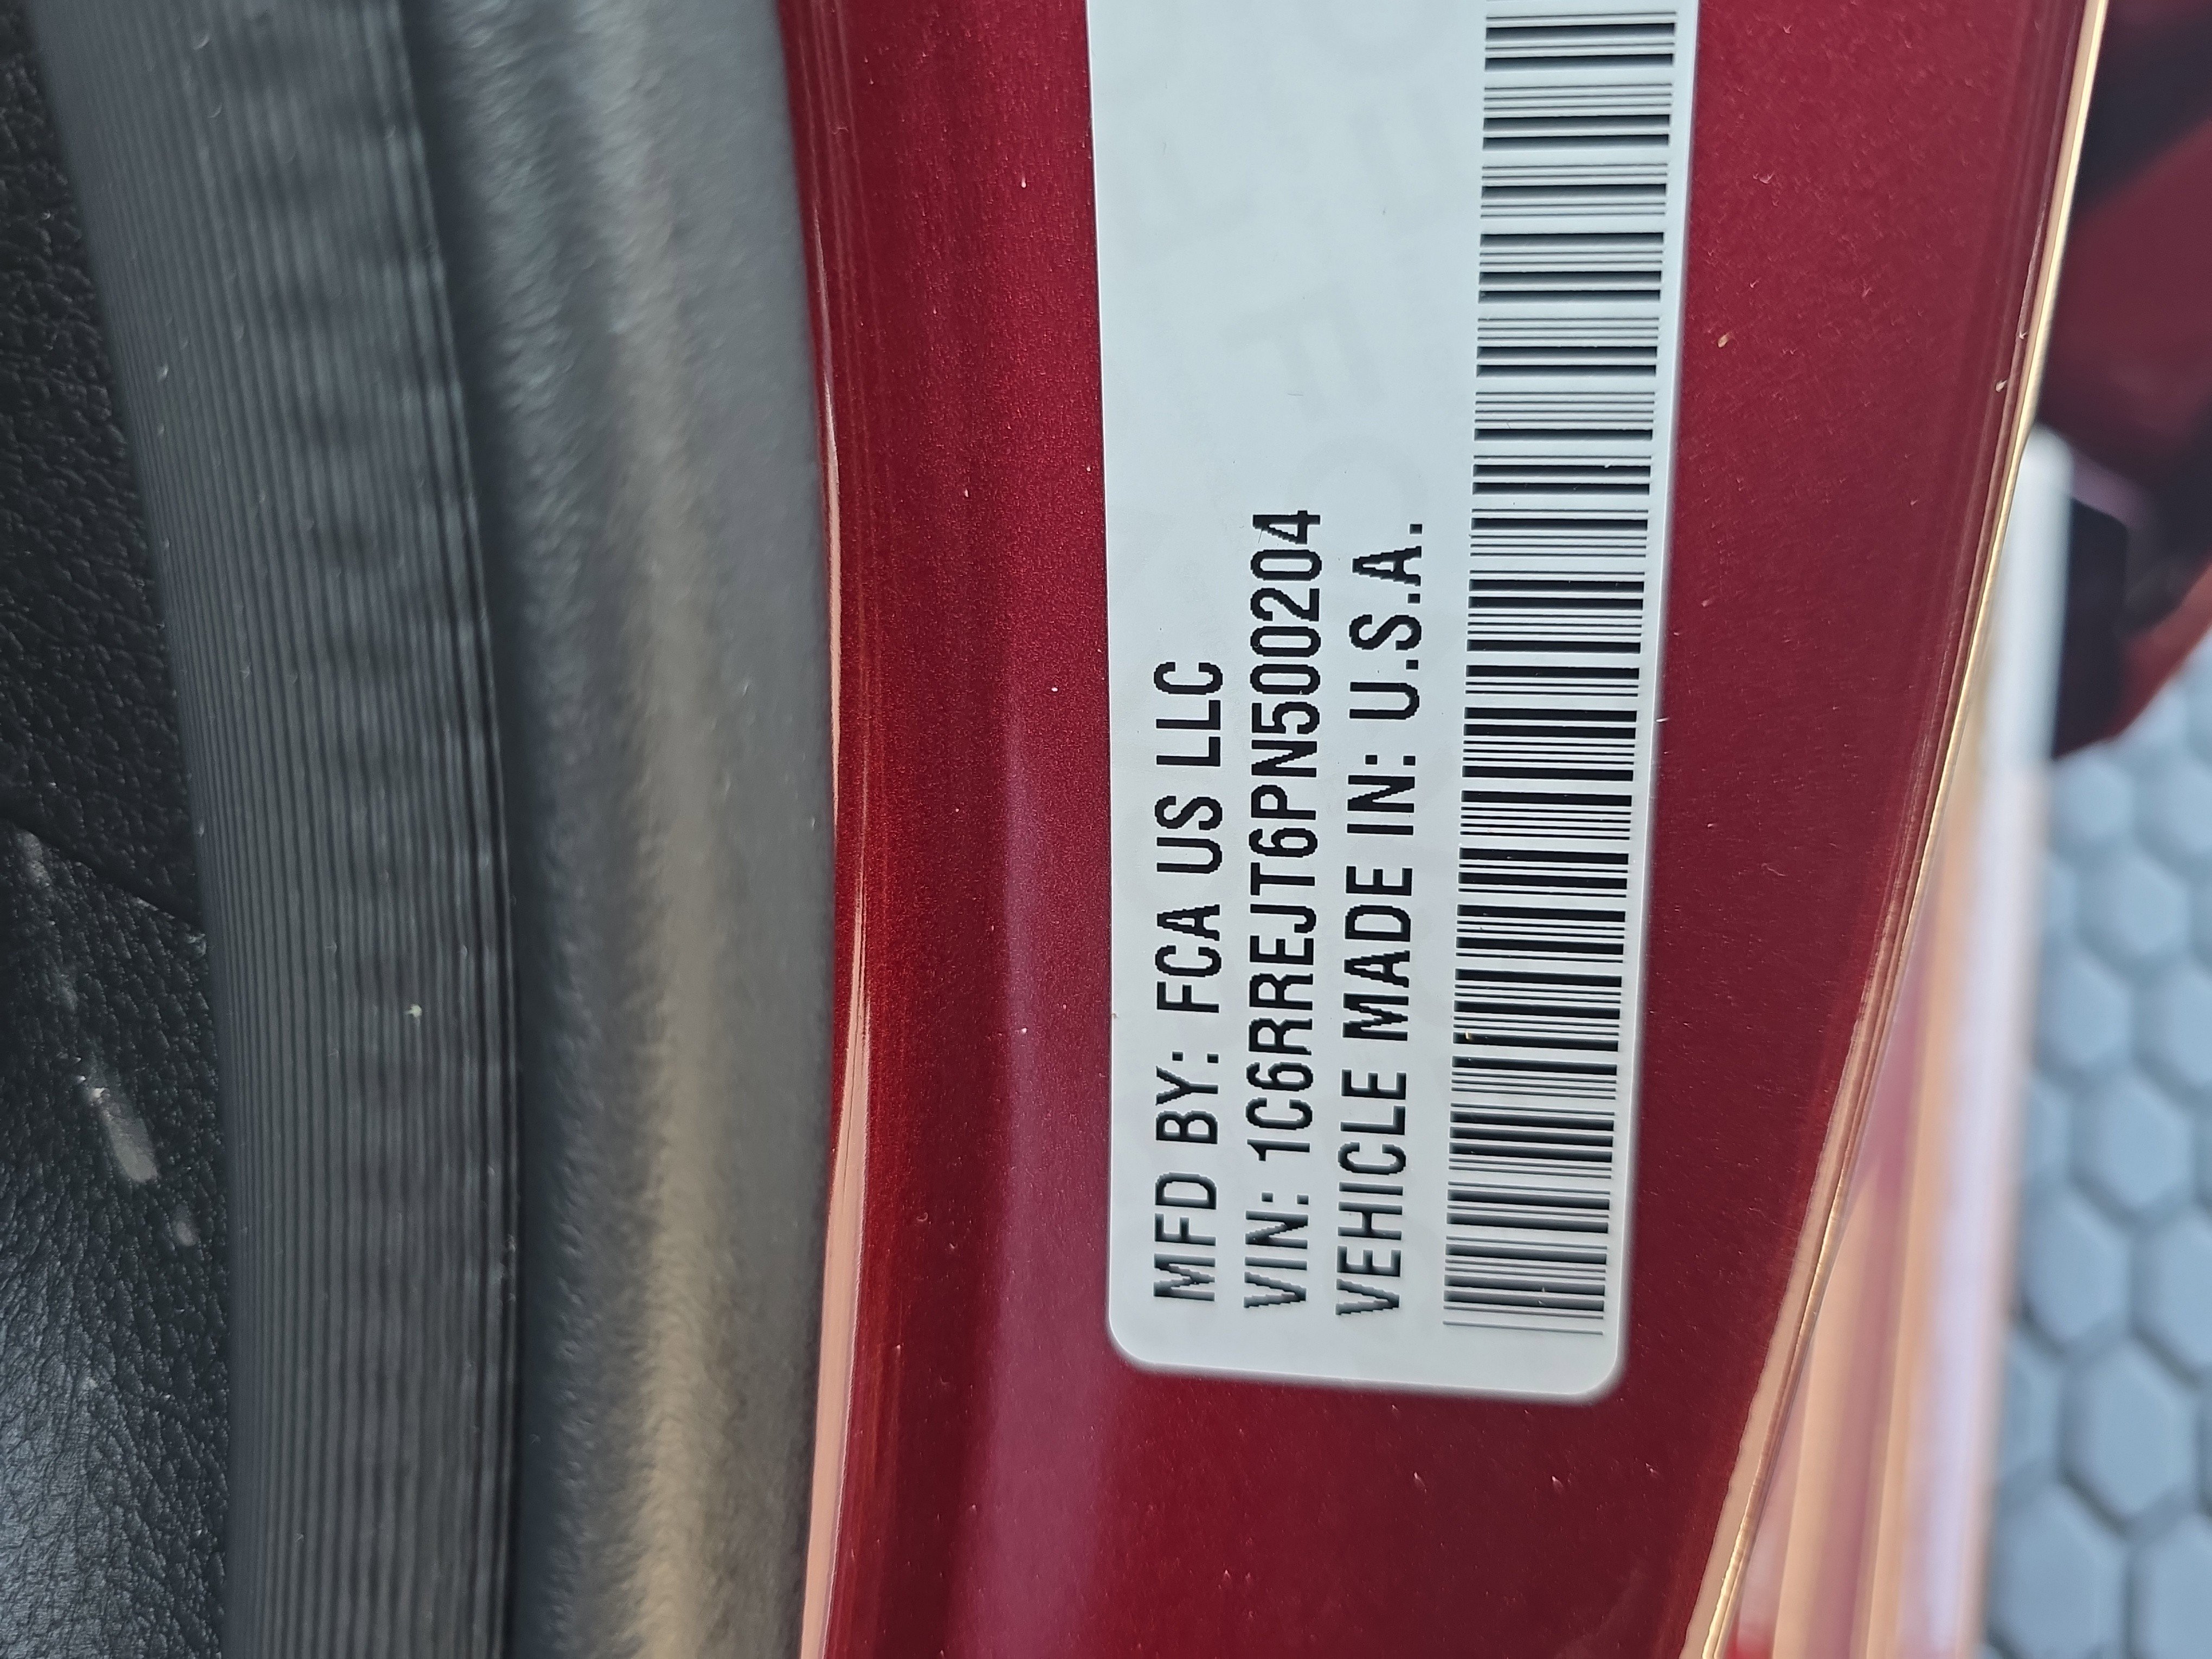 MFD BY: FCA US LLC
VIN: 1C6RREJT6PN500204
VEHICLE MADE IN: U.S.A.